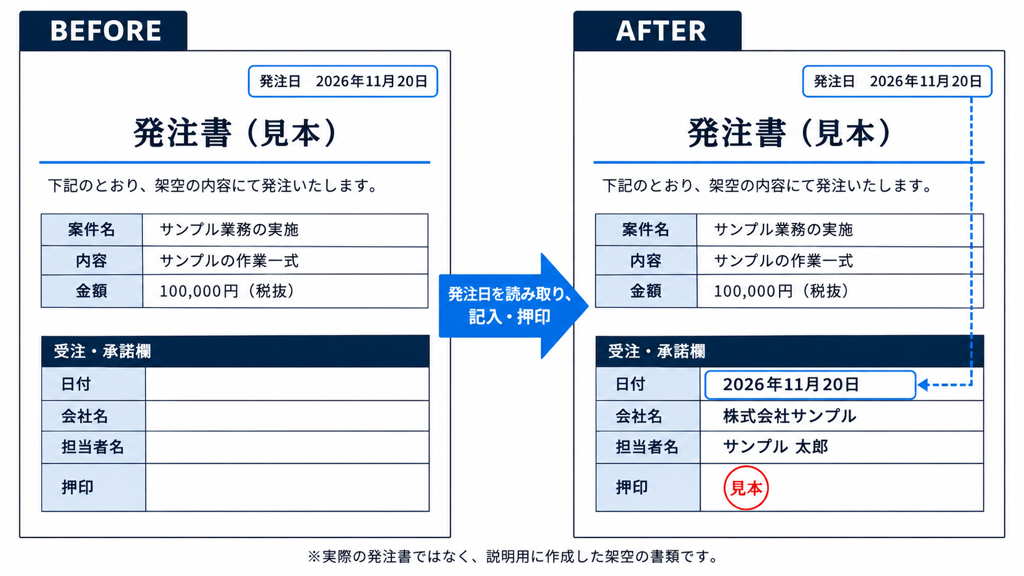 BEFORE
発注日 2026年11月20日
発注書（見本）
下記のとおり、架空の内容にて発注いたします。
案件名 サンプル業務の実施
内容 サンプルの作業一式
金額 100,000円（税抜）
受注・承諾欄
日付
会社名
担当者名
押印
発注日を読み取り、
記入・押印
AFTER
発注日 2026年11月20日
発注書（見本）
下記のとおり、架空の内容にて発注いたします。
案件名 サンプル業務の実施
内容 サンプルの作業一式
金額 100,000円（税抜）
受注・承諾欄
日付 2026年11月20日
会社名 株式会社サンプル
担当者名 サンプル 太郎
押印 見本
※実際の発注書ではなく、説明用に作成した架空の書類です。